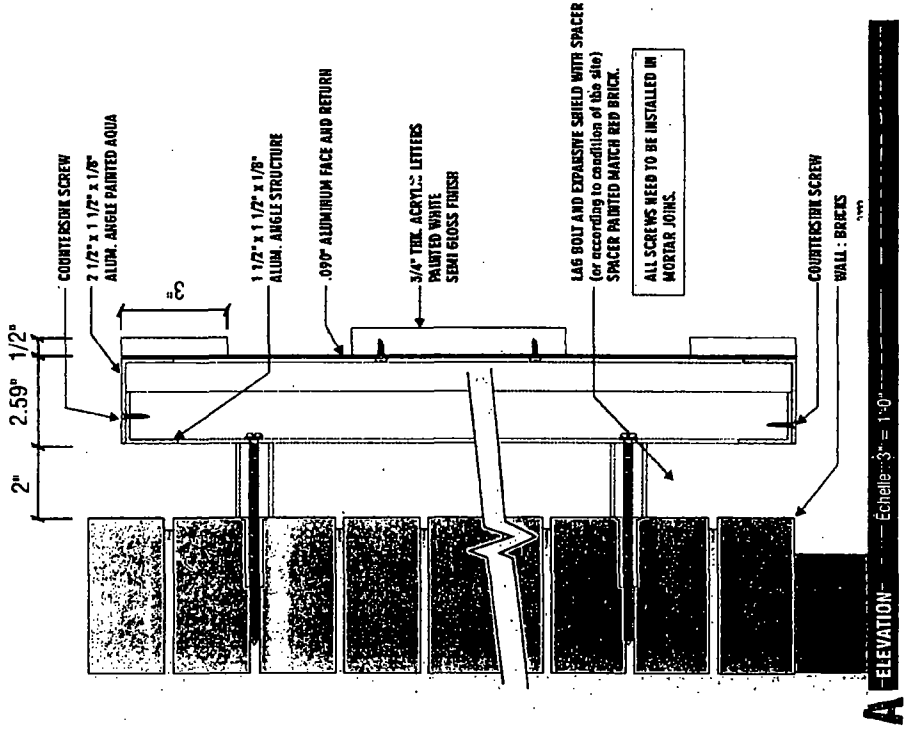 2"
2.59"
1/2"
3"
COUNTERSINK SCREW
2 1/2" x 1 1/2" x 1/8"
ALUM. ANGLE PAINTED AQUA
1 1/2" x 1 1/2" x 1/8"
ALUM. ANGLE STRUCTURE
.090" ALUMINUM FACE AND RETURN
3/4" THK. ACRYLIC LETTERS
PAINTED WHITE
SEMI GLOSS FINISH
LAG BOLT AND EXPANSIVE SHIELD WITH SPACER
(or according to condition of the site)
SPACER PAINTED MATCH RED BRICK.
ALL SCREWS NEED TO BE INSTALLED IN
MORTAR JOINS.
COUNTERSINK SCREW
WALL : BRICKS
A ELEVATION Echelle: 3" = 1'-0"